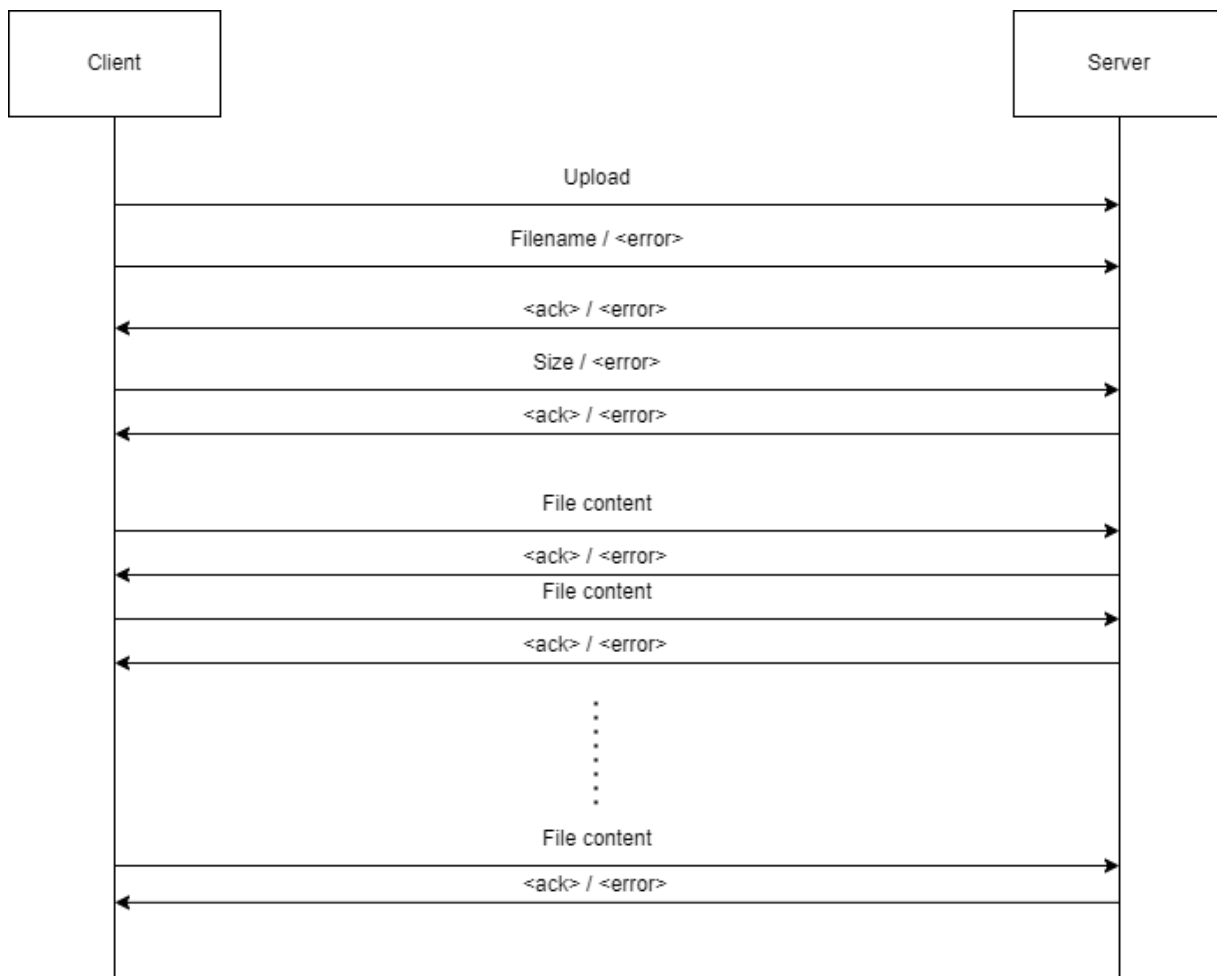 Client
Server
Upload
Filename / <error>
<ack> / <error>
Size / <error>
<ack> / <error>
File content
<ack> / <error>
File content
<ack> / <error>
File content
<ack> / <error>